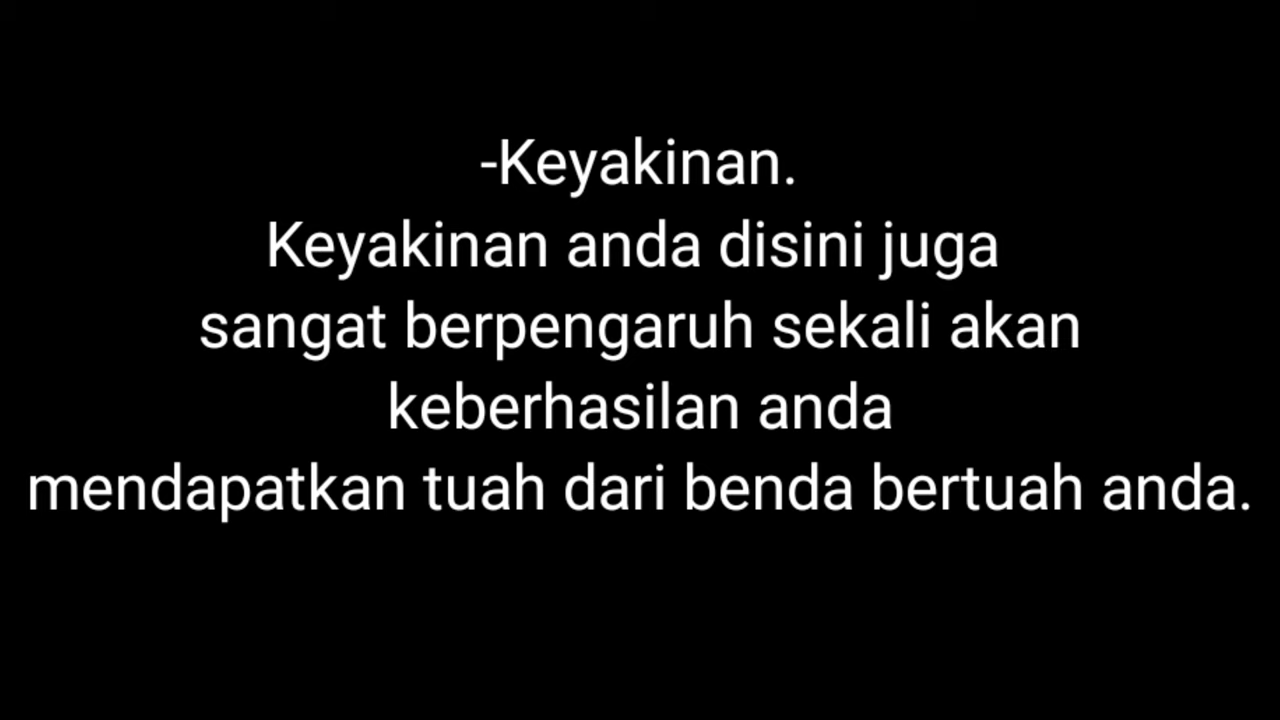 -Keyakinan.
Keyakinan anda disini juga
sangat berpengaruh sekali akan
keberhasilan anda
mendapatkan tuah dari benda bertuah anda.